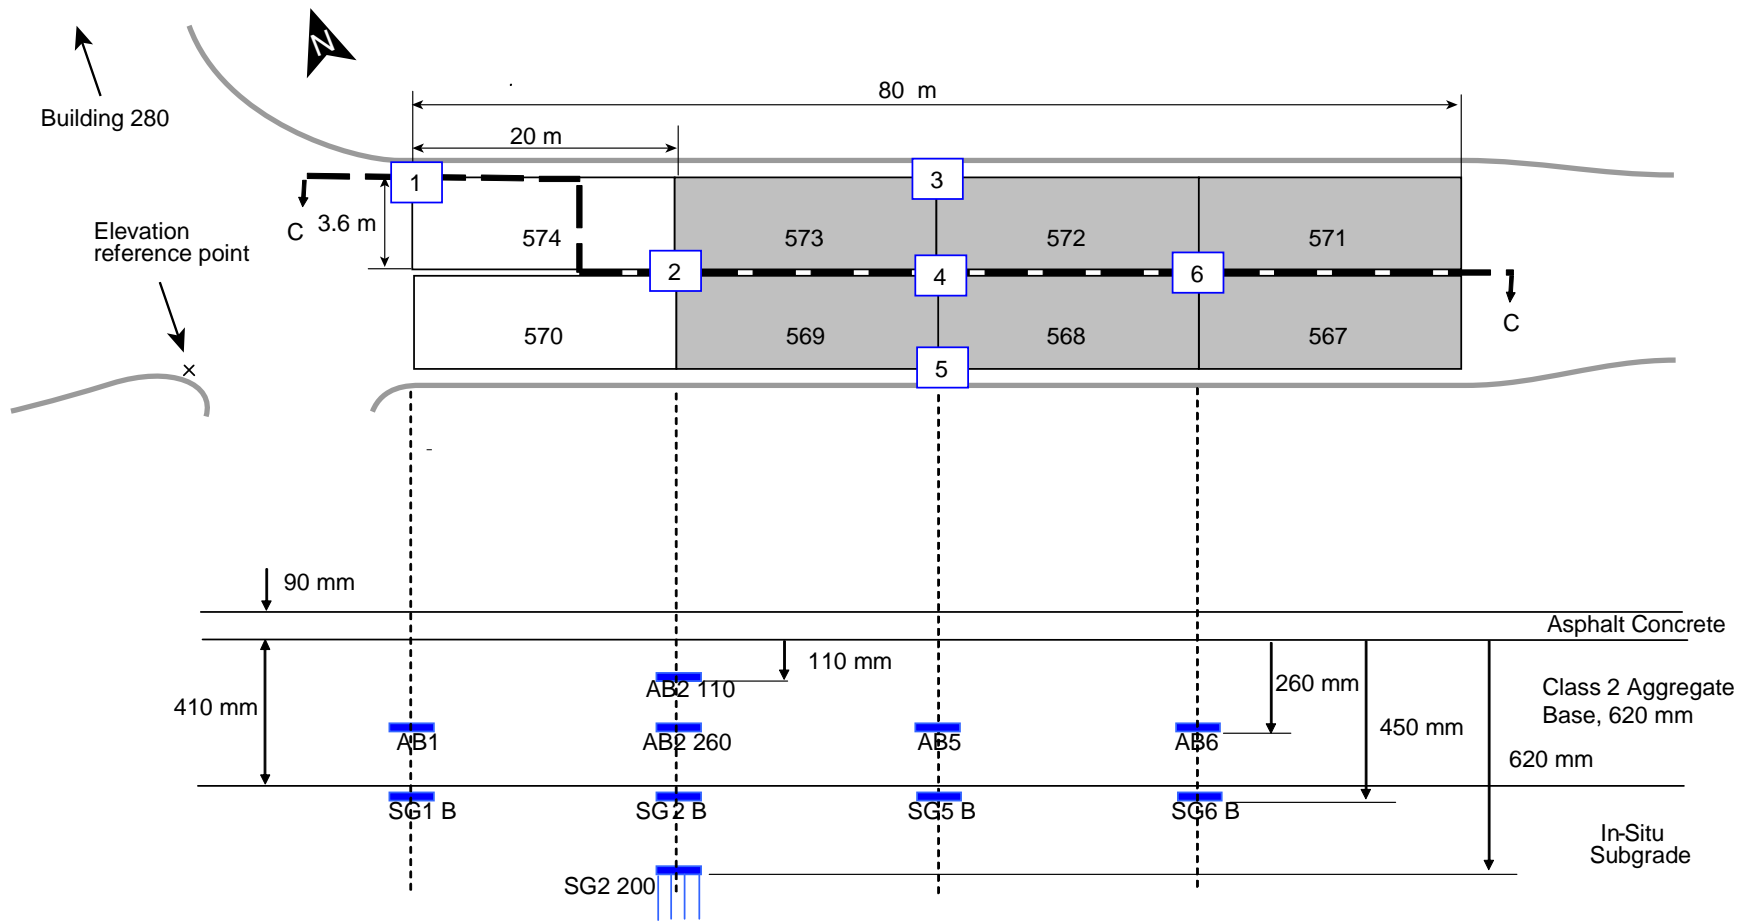 N
80 m
Building 280
20 m
1
3
C
3.6 m
Elevation
reference point
574
573
572
571
2
4
6
C
570
569
568
567
5
90 mm
Asphalt Concrete
110 mm
AB2 110
260 mm
Class 2 Aggregate
Base, 620 mm
410 mm
450 mm
AB1
AB2 260
AB5
AB6
620 mm
SG1 B
SG2 B
SG5 B
SG6 B
In-Situ
Subgrade
SG2 200